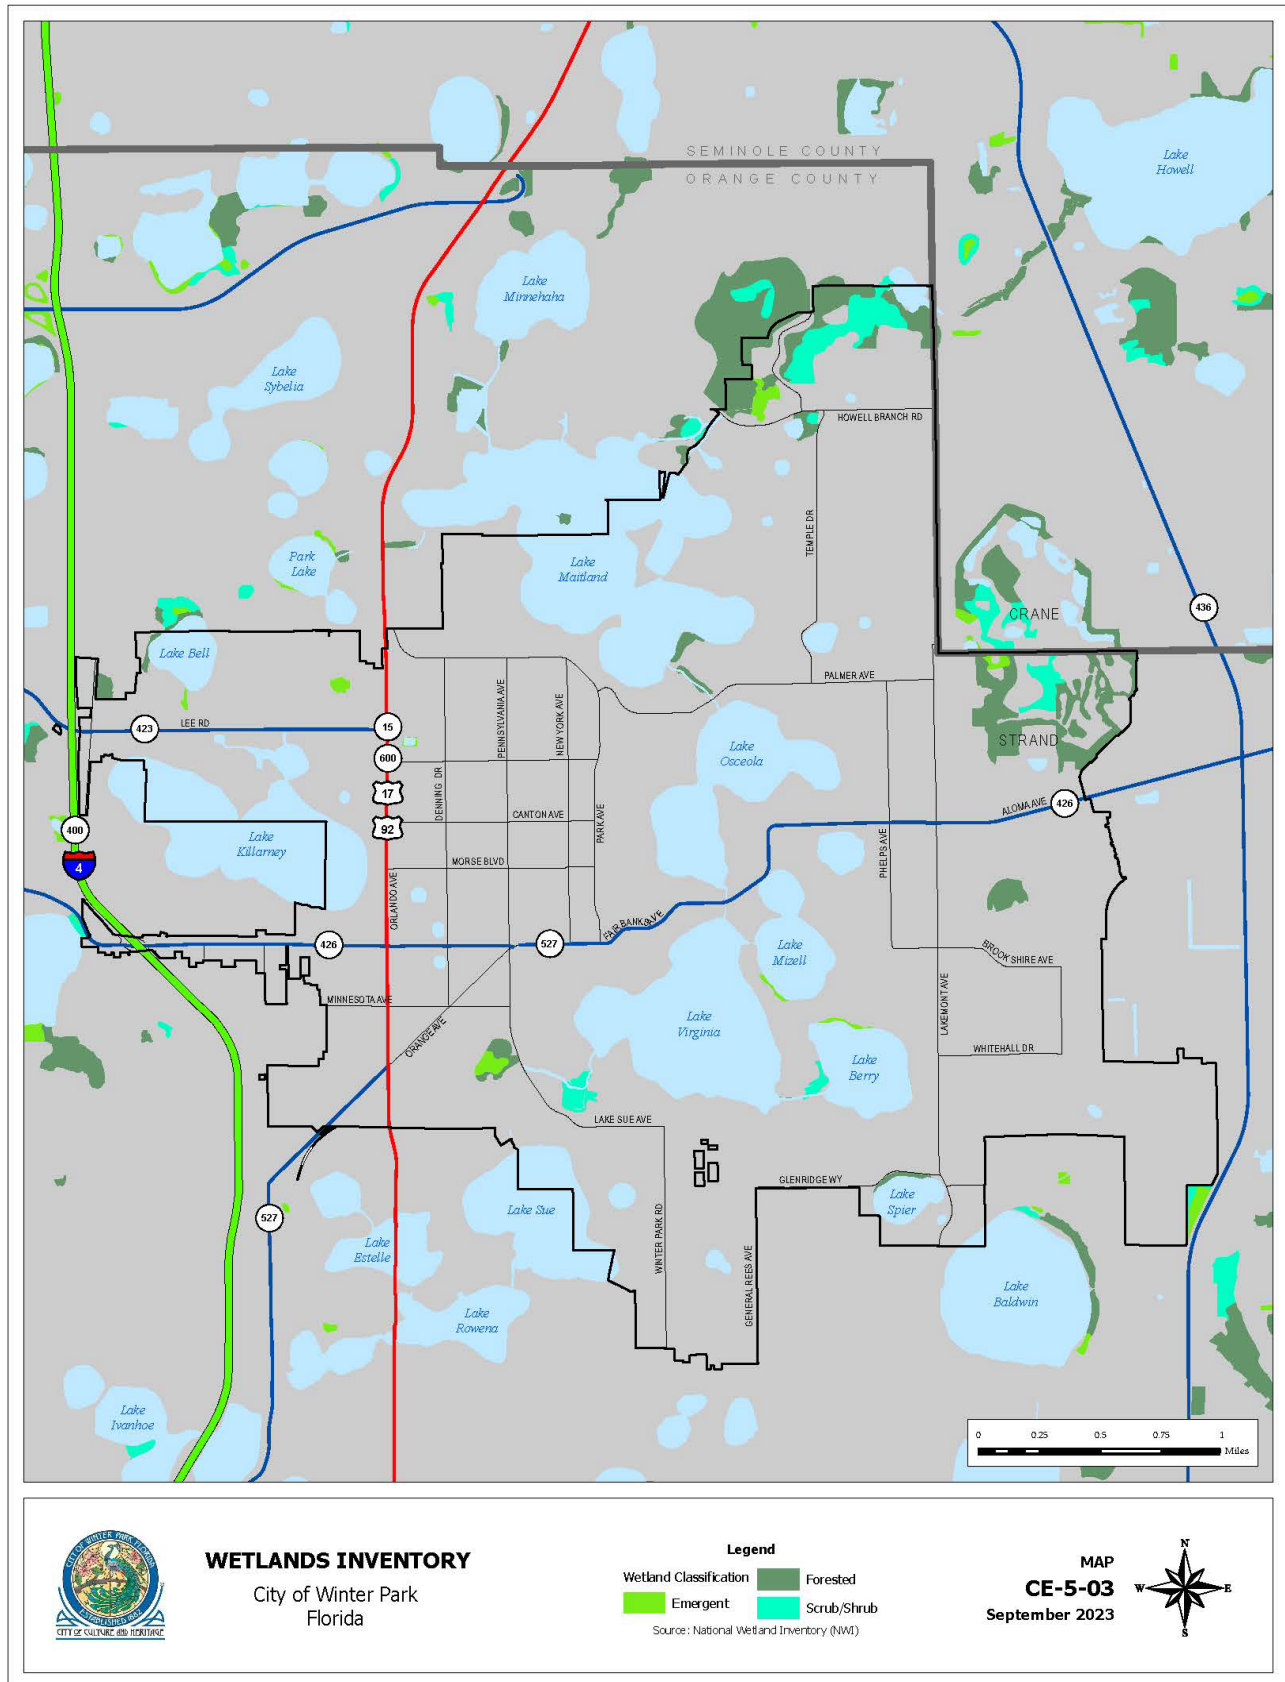 SEMINOLE COUNTY
ORANGE COUNTY
Lake
Howell
Lake
Minnehaha
Lake
Sybelia
HOWELL BRANCH RD
TEMPLE DR
Park
Lake
Lake
Maitland
CRANE
436
Lake Bell
PALMER AVE
PENNSYLVANIA AVE
NEW YORK AVE
423
LEE RD
15
STRAND
600
Lake
Osceola
DENNING DR
17
CANTON AVE
PARK AVE
ALOMA AVE
426
400
92
Lake
Killarney
PHELPS AVE
4
MORSE BLVD
ORLANDO AVE
FAIRBANKS AVE
426
527
Lake
Mizell
BROOKSHIRE AVE
MINNESOTA AVE
LAKEMONT AVE
Lake
Virginia
ORANGE AVE
WHITEHALL DR
Lake
Berry
LAKE SUE AVE
GLENRIDGE WY
Lake
Spier
Lake Sue
527
WINTER PARK RD
GENERAL REES AVE
Lake
Estelle
Lake
Baldwin
Lake
Rowena
Lake
Ivanhoe
0 0.25 0.5 0.75 1
Miles
CITY OF WINTER PARK, FLORIDA
ESTABLISHED 1882
CITY OF CULTURE AND HERITAGE
WETLANDS INVENTORY
City of Winter Park
Florida
Legend
Wetland Classification
Forested
Emergent
Scrub/Shrub
Source: National Wetland Inventory (NWI)
MAP
CE-5-03
September 2023
N
W E
S